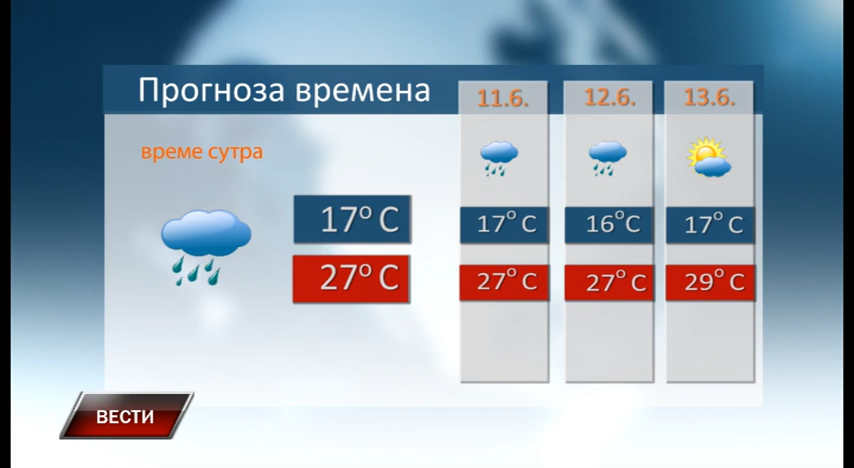 Прогноза времена
време сутра
17° C
27° C
11.6.
17° C
27° C
12.6.
16°C
27° C
13.6.
17° C
29° C
ВЕСТИ